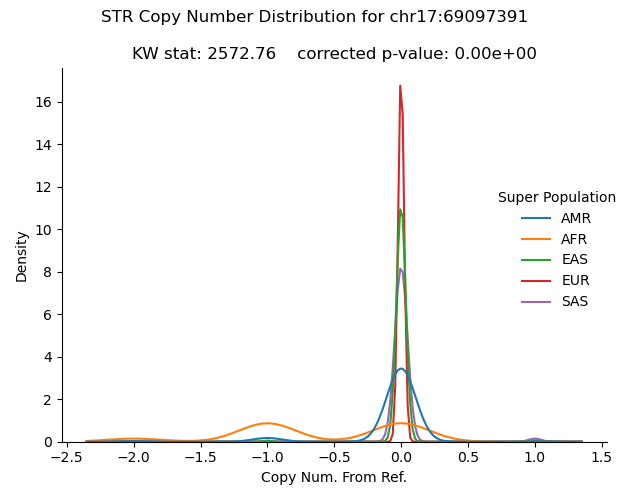 STR Copy Number Distribution for chr17:69097391
KW stat: 2572.76    corrected p-value: 0.00e+00
16
14
12
10
8
6
4
2
0
Density
Super Population
AMR
AFR
EAS
EUR
SAS
−2.5 −2.0 −1.5 −1.0 −0.5 0.0 0.5 1.0 1.5
Copy Num. From Ref.